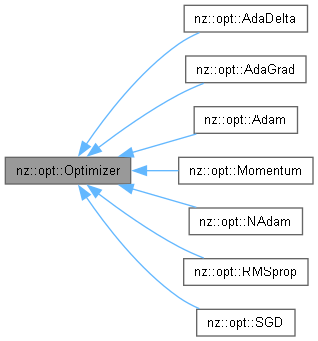 nz::opt::AdaDelta
nz::opt::AdaGrad
nz::opt::Adam
nz::opt::Optimizer
nz::opt::Momentum
nz::opt::NAdam
nz::opt::RMSprop
nz::opt::SGD